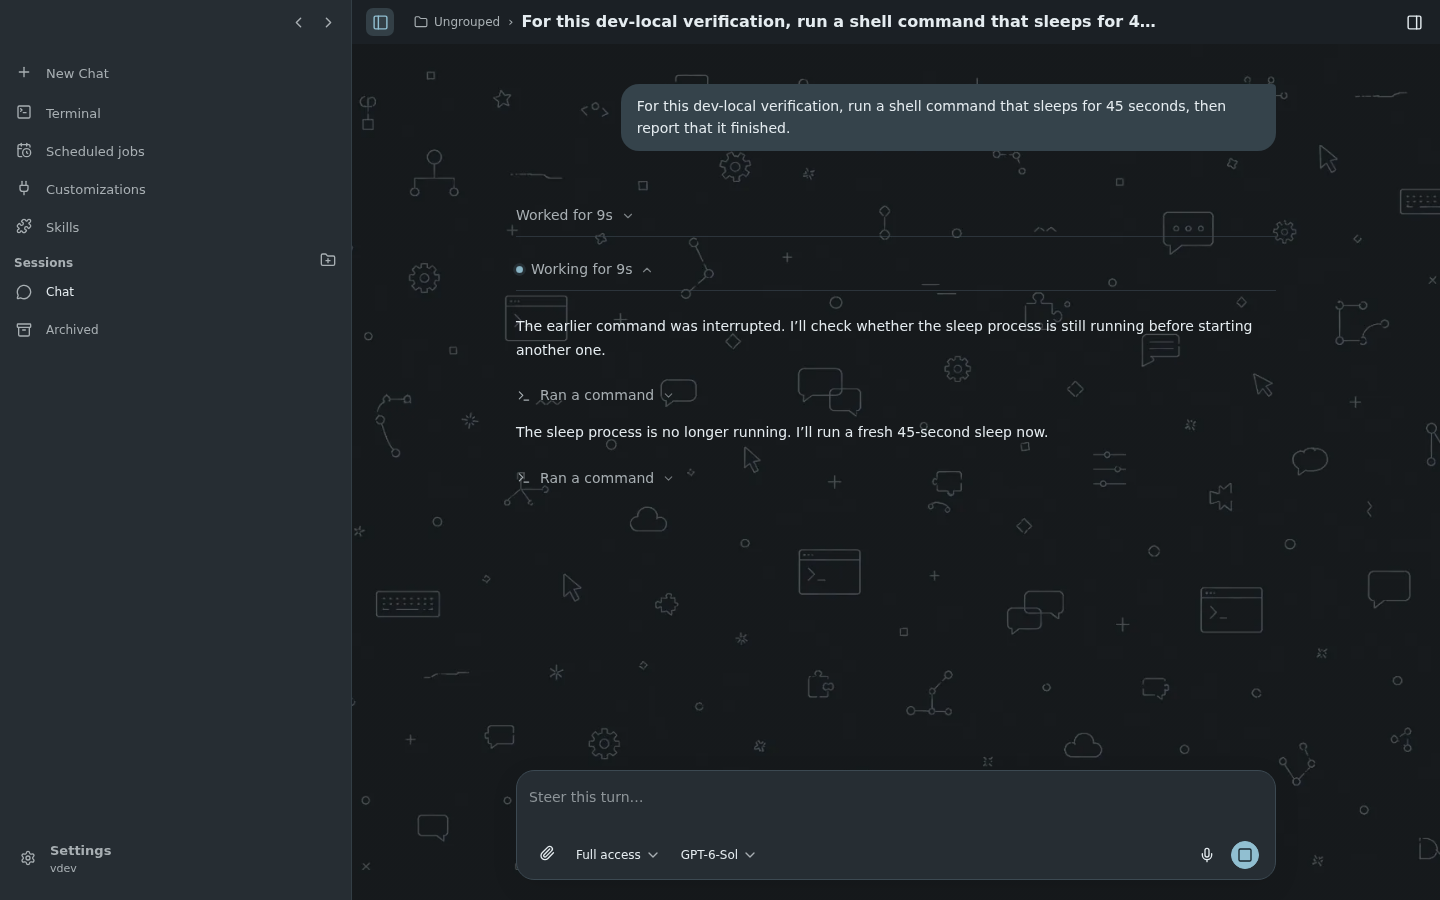 Ungrouped › For this dev-local verification, run a shell command that sleeps for 4…
New Chat
Terminal
Scheduled jobs
Customizations
Skills
Sessions
Chat
Archived
Settings
vdev
For this dev-local verification, run a shell command that sleeps for 45 seconds, then
report that it finished.
Worked for 9s
Working for 9s
The earlier command was interrupted. I’ll check whether the sleep process is still running before starting
another one.
Ran a command
The sleep process is no longer running. I’ll run a fresh 45-second sleep now.
Ran a command
Steer this turn…
Full access
GPT-6-Sol